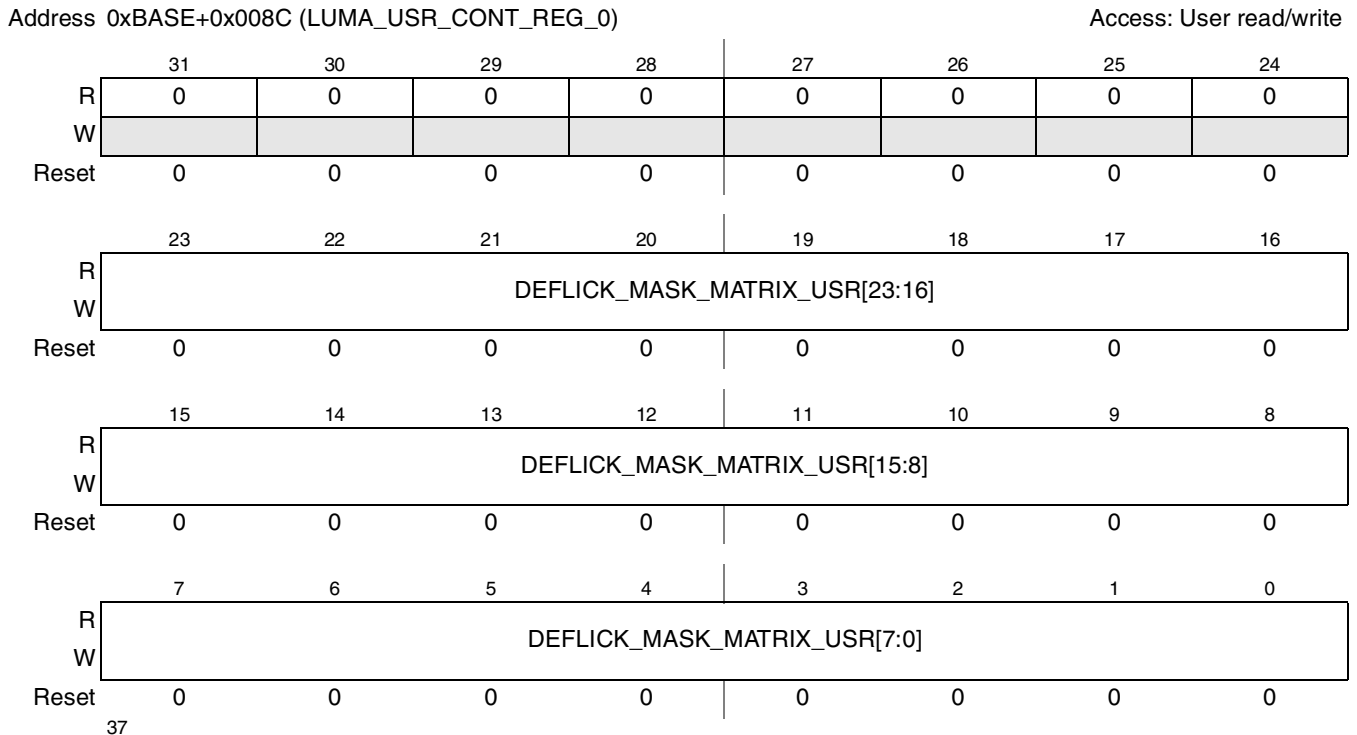 Address 0xBASE+0x008C (LUMA_USR_CONT_REG_0) Access: User read/write
31 30 29 28 27 26 25 24
R 0 0 0 0 0 0 0 0
W
Reset 0 0 0 0 0 0 0 0
23 22 21 20 19 18 17 16
R
DEFLICK_MASK_MATRIX_USR[23:16]
W
Reset 0 0 0 0 0 0 0 0
15 14 13 12 11 10 9 8
R
DEFLICK_MASK_MATRIX_USR[15:8]
W
Reset 0 0 0 0 0 0 0 0
7 6 5 4 3 2 1 0
R
DEFLICK_MASK_MATRIX_USR[7:0]
W
Reset 0 0 0 0 0 0 0 0
37